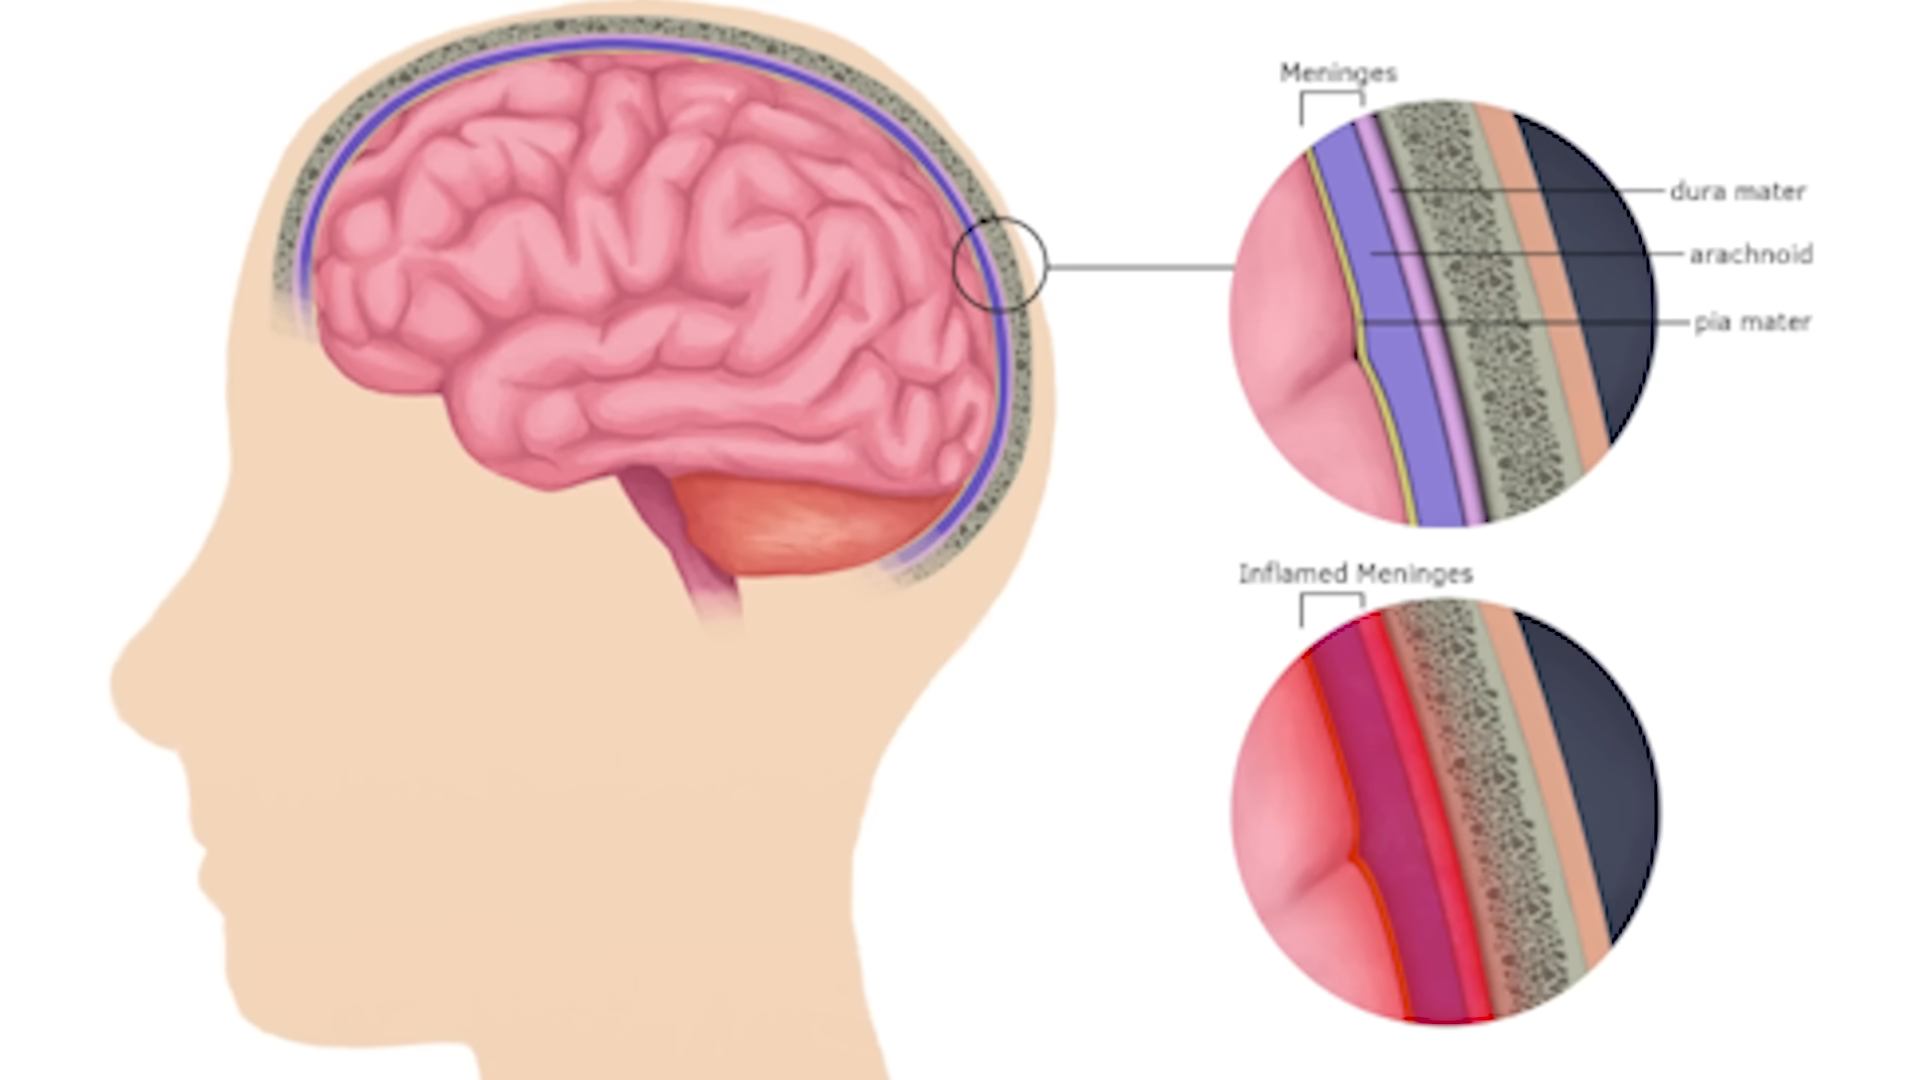 Meninges
dura mater
arachnoid
pia mater
Inflamed Meninges